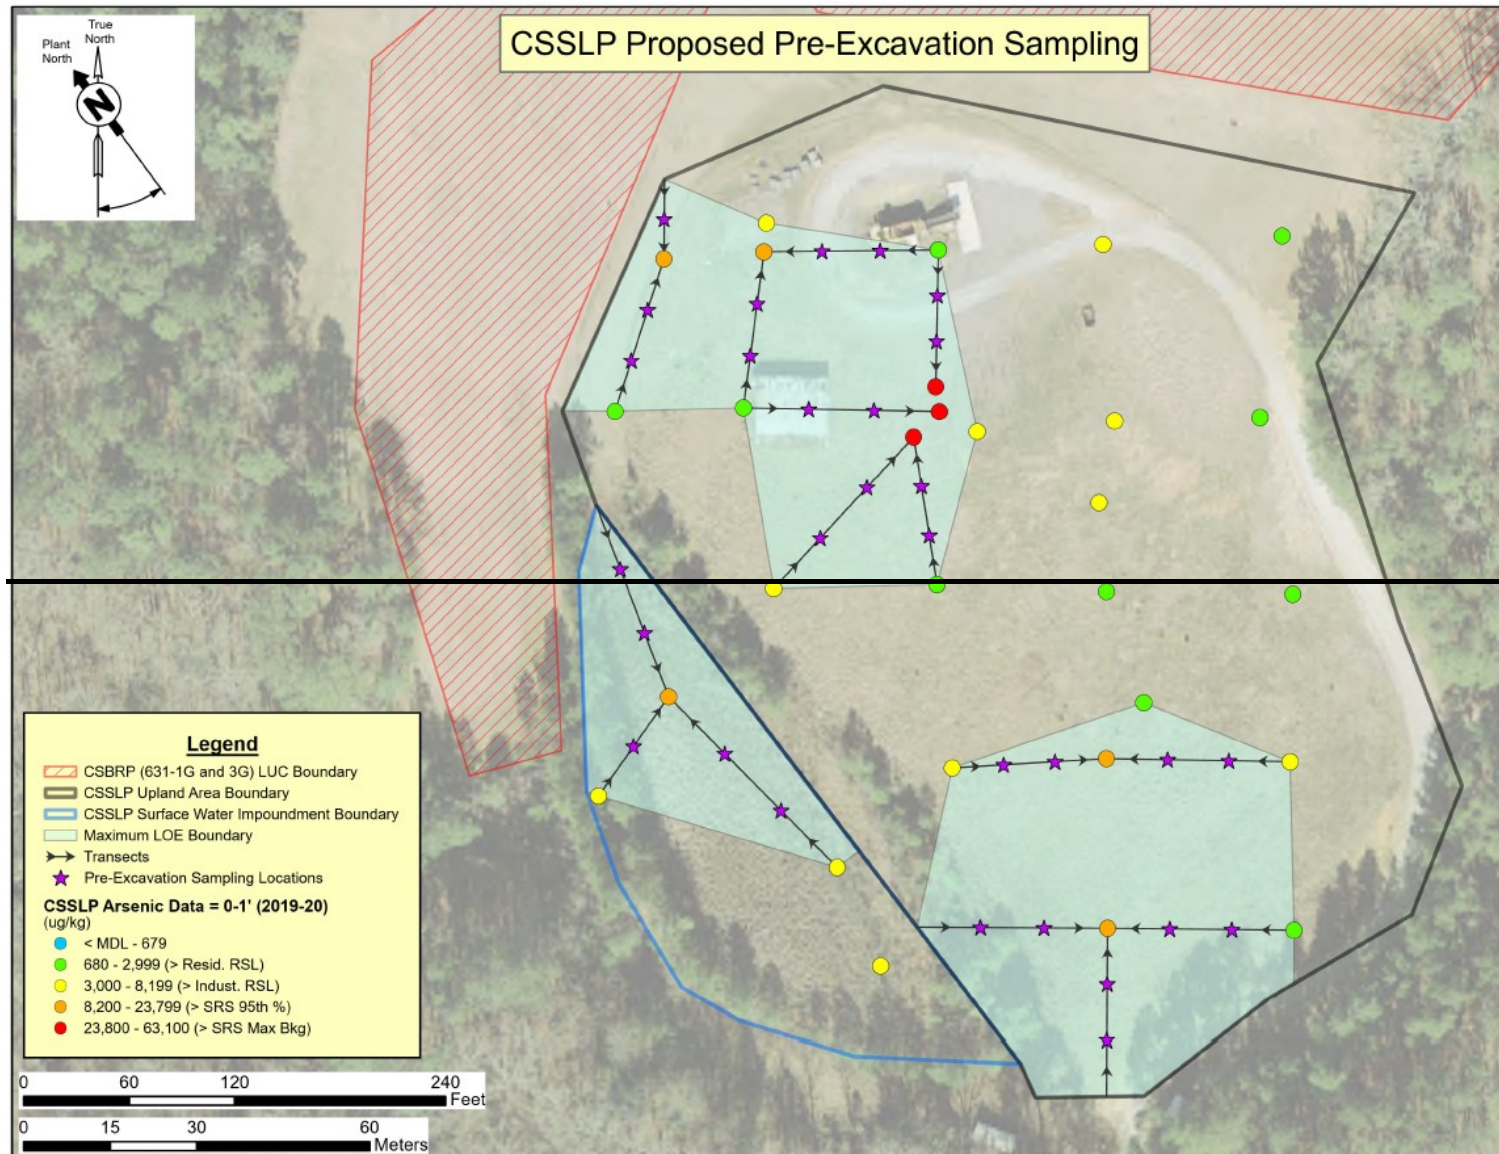 CSSLP Proposed Pre-Excavation Sampling
True
North
Plant
North
N
Legend
CSBRP (631-1G and 3G) LUC Boundary
CSSLP Upland Area Boundary
CSSLP Surface Water Impoundment Boundary
Maximum LOE Boundary
Transects
Pre-Excavation Sampling Locations
CSSLP Arsenic Data = 0-1' (2019-20)
(ug/kg)
< MDL - 679
680 - 2,999 (> Resid. RSL)
3,000 - 8,199 (> Indust. RSL)
8,200 - 23,799 (> SRS 95th %)
23,800 - 63,100 (> SRS Max Bkg)
0 60 120 240
Feet
0 15 30 60
Meters